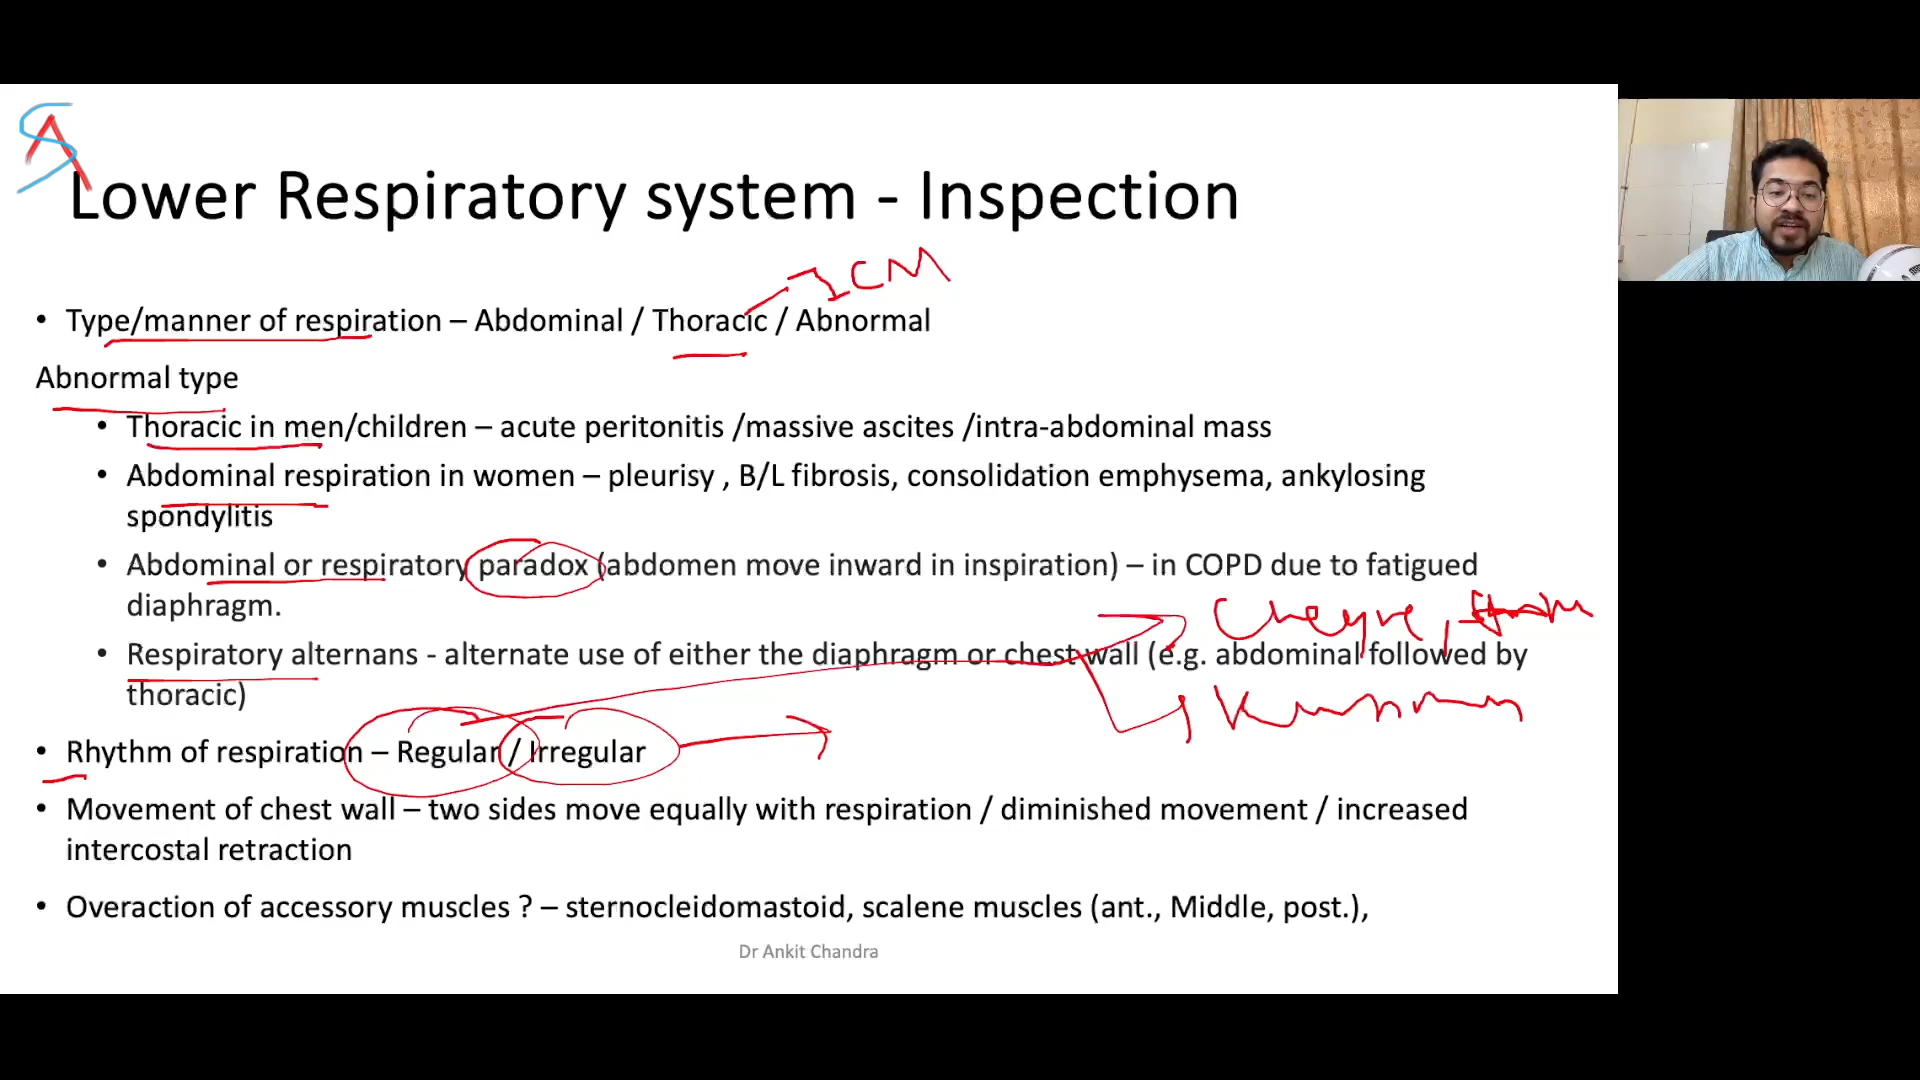 SA
Lower Respiratory system - Inspection
ICM
• Type/manner of respiration – Abdominal / Thoracic / Abnormal
Abnormal type
• Thoracic in men/children – acute peritonitis /massive ascites /intra-abdominal mass
• Abdominal respiration in women – pleurisy , B/L fibrosis, consolidation emphysema, ankylosing
spondylitis
• Abdominal or respiratory paradox (abdomen move inward in inspiration) – in COPD due to fatigued
diaphragm.
Cheyne,
• Respiratory alternans - alternate use of either the diaphragm or chest wall (e.g. abdominal followed by
thoracic)
• Rhythm of respiration – Regular / Irregular
• Movement of chest wall – two sides move equally with respiration / diminished movement / increased
intercostal retraction
• Overaction of accessory muscles ? – sternocleidomastoid, scalene muscles (ant., Middle, post.),
Dr Ankit Chandra